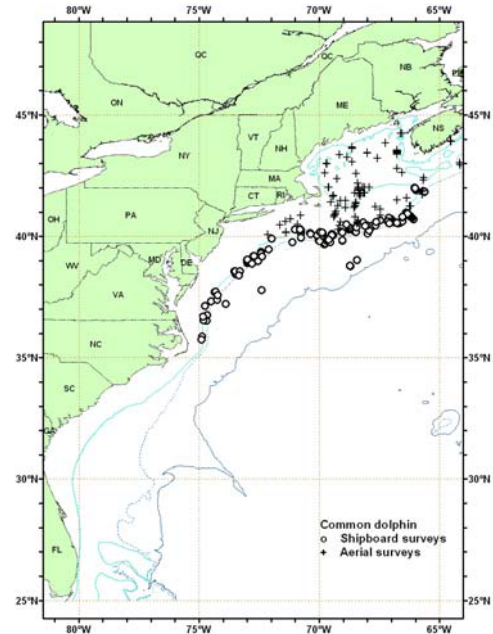 80°W 75°W 70°W 65°W
QC QC
NB
PE
ON
ME
45°N 45°N
NS
VT
NH
NY
MA
CT RI
40°N 40°N
PA
OH
NJ
MD
DE
WV
VA
NC
35°N 35°N
SC
GA
30°N 30°N
Common dolphin
Shipboard surveys
Aerial surveys
FL
25°N 25°N
80°W 75°W 70°W 65°W